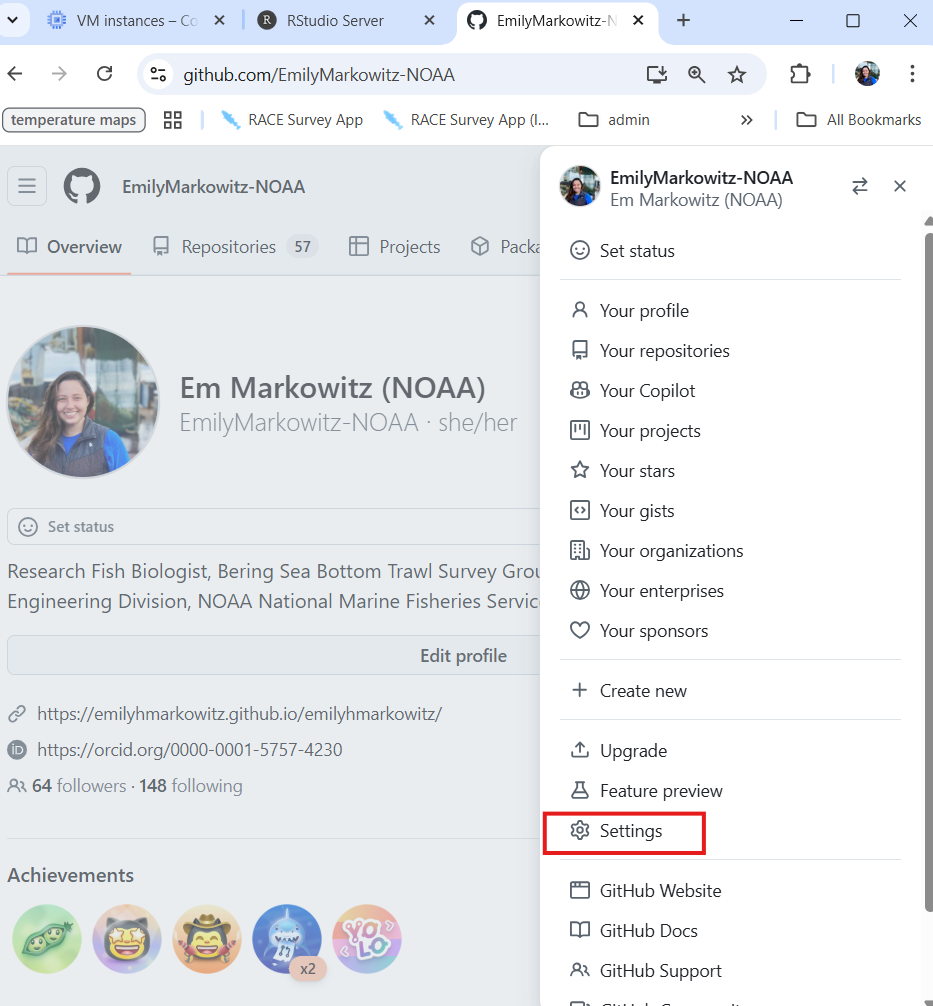 VM instances – Co
RStudio Server
EmilyMarkowitz-N
github.com/EmilyMarkowitz-NOAA
temperature maps
RACE Survey App
RACE Survey App (I...
admin
All Bookmarks
EmilyMarkowitz-NOAA
Overview
Repositories 57
Projects
Packa
Em Markowitz (NOAA)
EmilyMarkowitz-NOAA · she/her
Set status
Research Fish Biologist, Bering Sea Bottom Trawl Survey Grou
Engineering Division, NOAA National Marine Fisheries Servic
Edit profile
https://emilyhmarkowitz.github.io/emilyhmarkowitz/
https://orcid.org/0000-0001-5757-4230
64 followers · 148 following
Achievements
YOLO
x2
EmilyMarkowitz-NOAA
Em Markowitz (NOAA)
Set status
Your profile
Your repositories
Your Copilot
Your projects
Your stars
Your gists
Your organizations
Your enterprises
Your sponsors
Create new
Upgrade
Feature preview
Settings
GitHub Website
GitHub Docs
GitHub Support